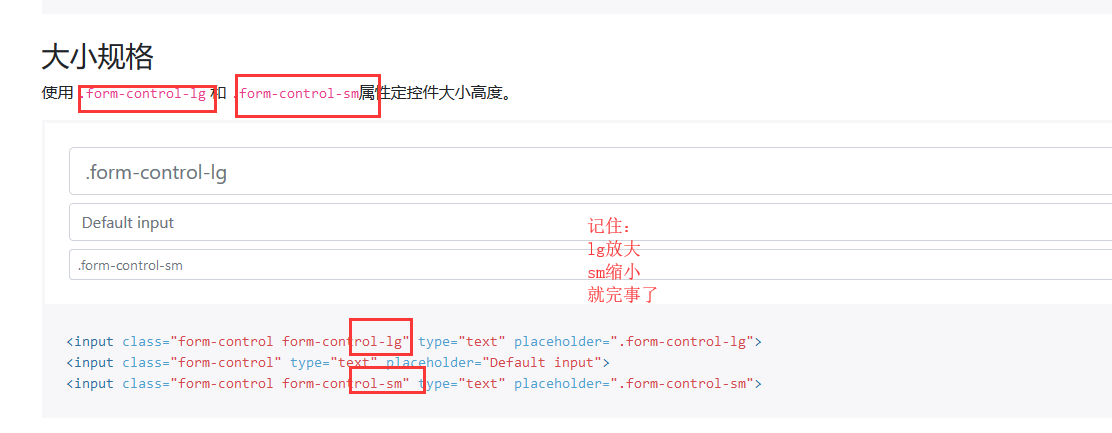 大小规格
使用 .form-control-lg 和 .form-control-sm属性定控件大小高度。
.form-control-lg
Default input
.form-control-sm
记住:
lg放大
sm缩小
就完事了
<input class="form-control form-control-lg" type="text" placeholder=".form-control-lg">
<input class="form-control" type="text" placeholder="Default input">
<input class="form-control form-control-sm" type="text" placeholder=".form-control-sm">